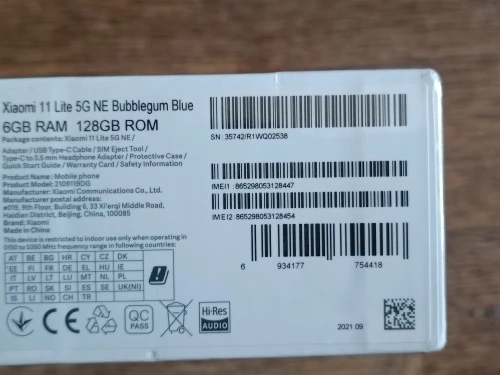 Xiaomi 11 Lite 5G NE Bubblegum Blue
6GB RAM 128GB ROM
Package contents: Xiaomi 11 Lite 5G NE /
Adapter / USB Type-C Cable / SIM Eject Tool /
Type-C to 3.5 mm Headphone Adapter / Protective Case /
Quick Start Guide / Warranty Card / Safety Information
Product Name: Mobile phone
Product Model: 2109119DG
Manufacturer: Xiaomi Communications Co., Ltd.
Manufacturer postal address:
#019, 9th Floor, Building 6, 33 Xi'erqi Middle Road,
Haidian District, Beijing, China, 100085
Brand: Xiaomi
Made in China
This device is restricted to indoor use only when operating in
5150 to 5350 MHz frequency range in following countries:
AT BE BG HR CY CZ DK
EE FI FR DE EL HU IE
IT LV LT LU MT NL PL
PT RO SK SI ES SE UK(NI)
IS LI NO CH TR
CE
QC
PASS
Hi-Res
AUDIO
SN: 35742/R1WQ02538
IMEI1: 865298053128447
IMEI2: 865298053128454
6 934177 754418
2021.09